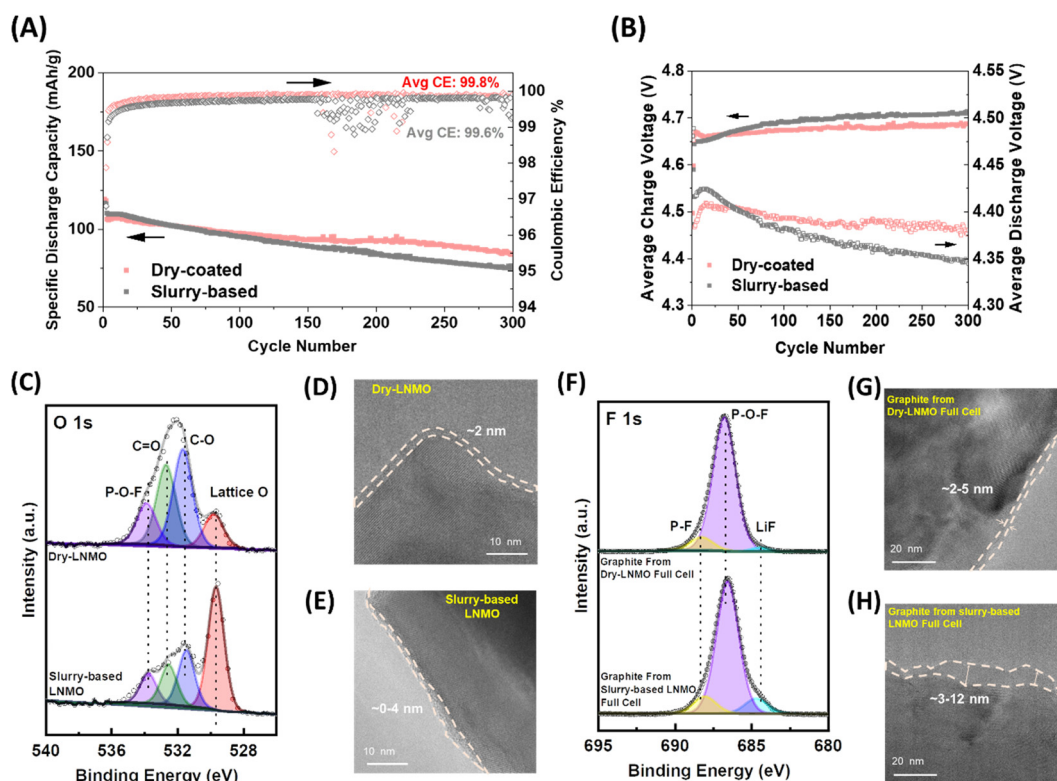 (A)
Specific Discharge Capacity (mAh/g)
200
175
150
125
100
75
50
Avg CE: 99.8%
Avg CE: 99.6%
Dry-coated
Slurry-based
100
99
98
97
96
95
94
Coulombic Efficiency %
0 50 100 150 200 250 300
Cycle Number
(B)
Average Charge Voltage (V)
4.8
4.7
4.6
4.5
4.4
4.3
Dry-coated
Slurry-based
4.55
4.50
4.45
4.40
4.35
4.30
Average Discharge Voltage (V)
0 50 100 150 200 250 300
Cycle Number
(C)
O 1s
C=O
C-O
P-O-F
Lattice O
Dry-LNMO
Slurry-based
LNMO
Intensity (a.u.)
540 536 532 528
Binding Energy (eV)
(D)
Dry-LNMO
~2 nm
10 nm
(E)
Slurry-based
LNMO
~0-4 nm
10 nm
(F)
F 1s
P-O-F
P-F
LiF
Graphite From
Dry-LNMO Full Cell
Graphite From
Slurry-based LNMO
Full Cell
Intensity (a.u.)
695 690 685 680
Binding Energy (eV)
(G)
Graphite from
Dry-LNMO Full Cell
~2-5 nm
20 nm
(H)
Graphite from slurry-based
LNMO Full Cell
~3-12 nm
20 nm